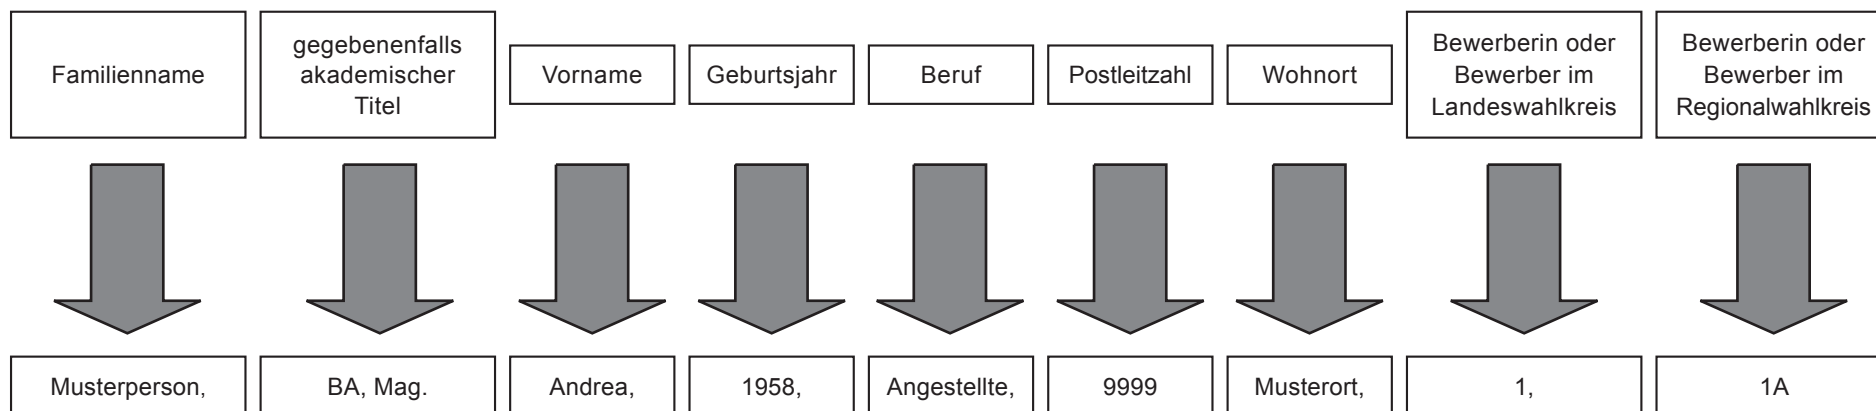 Familienname
gegebenenfalls
akademischer
Titel
Vorname
Geburtsjahr
Beruf
Postleitzahl
Wohnort
Bewerberin oder
Bewerber im
Landeswahlkreis
Bewerberin oder
Bewerber im
Regionalwahlkreis
Musterperson,
BA, Mag.
Andrea,
1958,
Angestellte,
9999
Musterort,
1,
1A